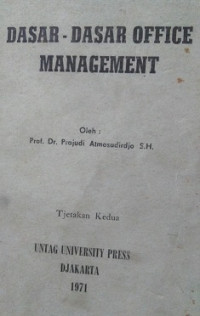 DASAR - DASAR OFFICE
MANAGEMENT
Oleh :
Prof. Dr. Prajudi Atmosudirdjo S.H.
Tjetakan Kedua
UNTAG UNIVERSITY PRESS
DJAKARTA
1971